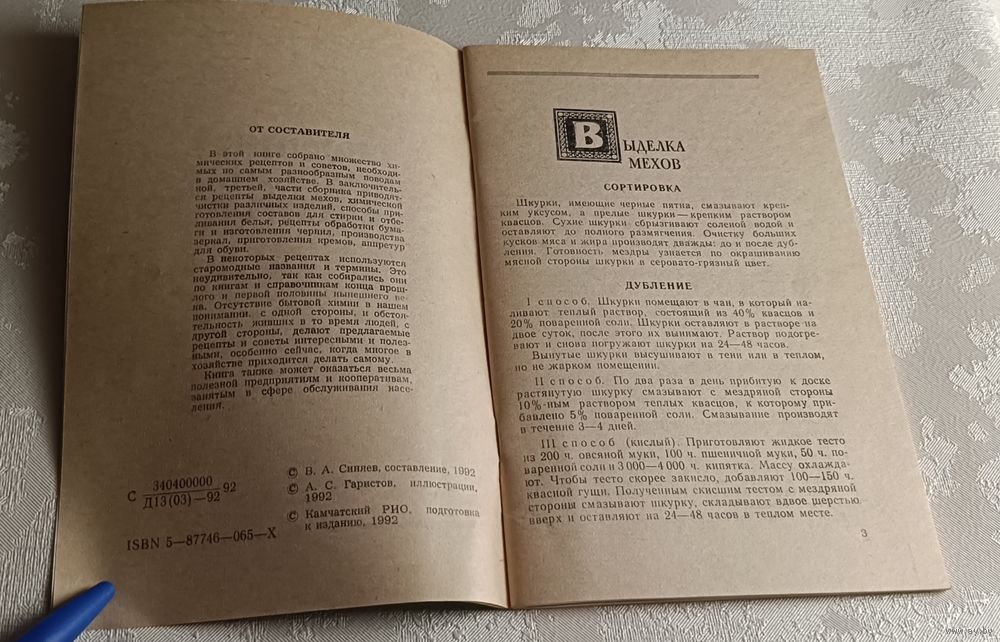 ОТ СОСТАВИТЕЛЯ
В этой книге собрано множество хи-
мических рецептов и советов, необходи-
мых по самым разнообразным поводам
в домашнем хозяйстве. В заключитель-
ной, третьей, части сборника приводят-
ся рецепты выделки мехов, химической
чистки различных изделий, способы при-
готовления составов для стирки и отбе-
ливания белья, рецепты обработки бума-
ги и изготовления чернил, производства
зеркал, приготовления кремов, аппретур
для обуви.
В некоторых рецептах используются
старомодные названия и термины. Это
неудивительно, так как собирались они
по книгам и справочникам конца прош-
лого и первой половины нынешнего ве-
ка. Отсутствие бытовой химии в нашем
понимании, с одной стороны, и обстоя-
тельность живших в то время людей, с
другой стороны, делают предлагаемые
рецепты и советы интересными и полез-
ными, особенно сейчас, когда многое в
хозяйстве приходится делать самому.
Книга также может оказаться весьма
полезной предприятиям и кооперативам,
занятым в сфере обслуживания насе-
ления.
С 340400000 92
Д13(03)—92
© В. А. Синяев, составление, 1992
© А. С. Гаристов, иллюстрации,
1992
© Камчатский РИО, подготовка
к изданию, 1992
ISBN 5—87746—065—X
ВЫДЕЛКА
МЕХОВ
СОРТИРОВКА
Шкурки, имеющие черные пятна, смазывают креп-
ким уксусом, а прелые шкурки — крепким раствором
квасцов. Сухие шкурки сбрызгивают соленой водой и
оставляют до полного размягчения. Очистку больших
кусков мяса и жира производят дважды: до и после дуб-
ления. Готовность мездры узнается по окрашиванию
мясной стороны шкурки в серовато-грязный цвет.
ДУБЛЕНИЕ
I способ. Шкурки помещают в чан, в который на-
ливают теплый раствор, состоящий из 40% квасцов и
20% поваренной соли. Шкурки оставляют в растворе на
двое суток, после этого их вынимают. Раствор подогре-
вают и снова погружают шкурки на 24—48 часов.
Вынутые шкурки высушивают в тени или в теплом,
но не жарком помещении.
II способ. По два раза в день прибитую к доске
растянутую шкурку смазывают с мездряной стороны
10%-ным раствором теплых квасцов, к которому при-
бавлено 5% поваренной соли. Смазывание производят
в течение 3—4 дней.
III способ (кислый). Приготовляют жидкое тесто
из 200 ч. овсяной муки, 100 ч. пшеничной муки, 50 ч. по-
варенной соли и 3000—4000 ч. кипятка. Массу охлажда-
ют. Чтобы тесто скорее закисло, добавляют 100—150 ч.
квасной гущи. Полученным скисшим тестом с мездряной
стороны смазывают шкурку, складывают вдвое шерстью
вверх и оставляют на 24—48 часов в теплом месте.
3